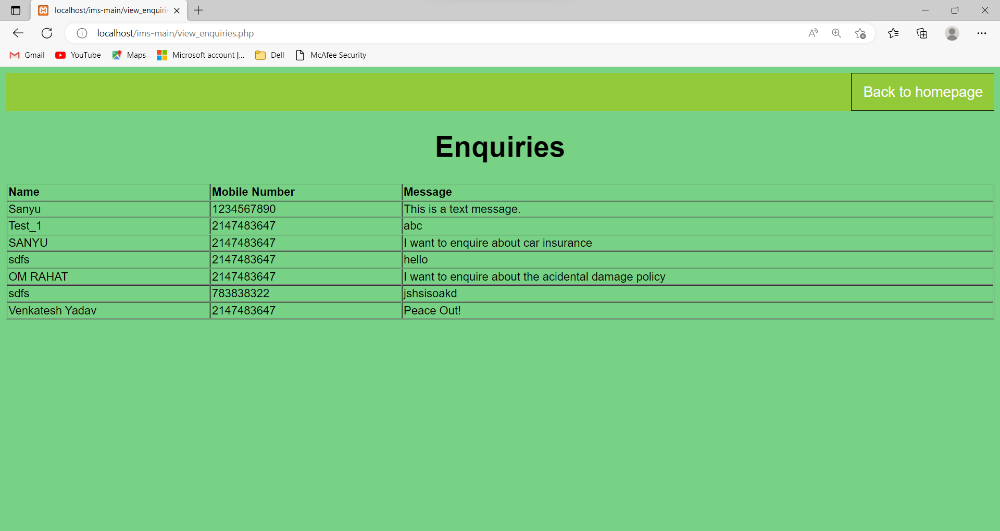 localhost/ims-main/view_enquiri
localhost/ims-main/view_enquiries.php
Gmail YouTube Maps Microsoft account |... Dell McAfee Security
Back to homepage
Enquiries
Name Mobile Number Message
Sanyu 1234567890 This is a text message.
Test_1 2147483647 abc
SANYU 2147483647 I want to enquire about car insurance
sdfs 2147483647 hello
OM RAHAT 2147483647 I want to enquire about the acidental damage policy
sdfs 783838322 jshsisoakd
Venkatesh Yadav 2147483647 Peace Out!